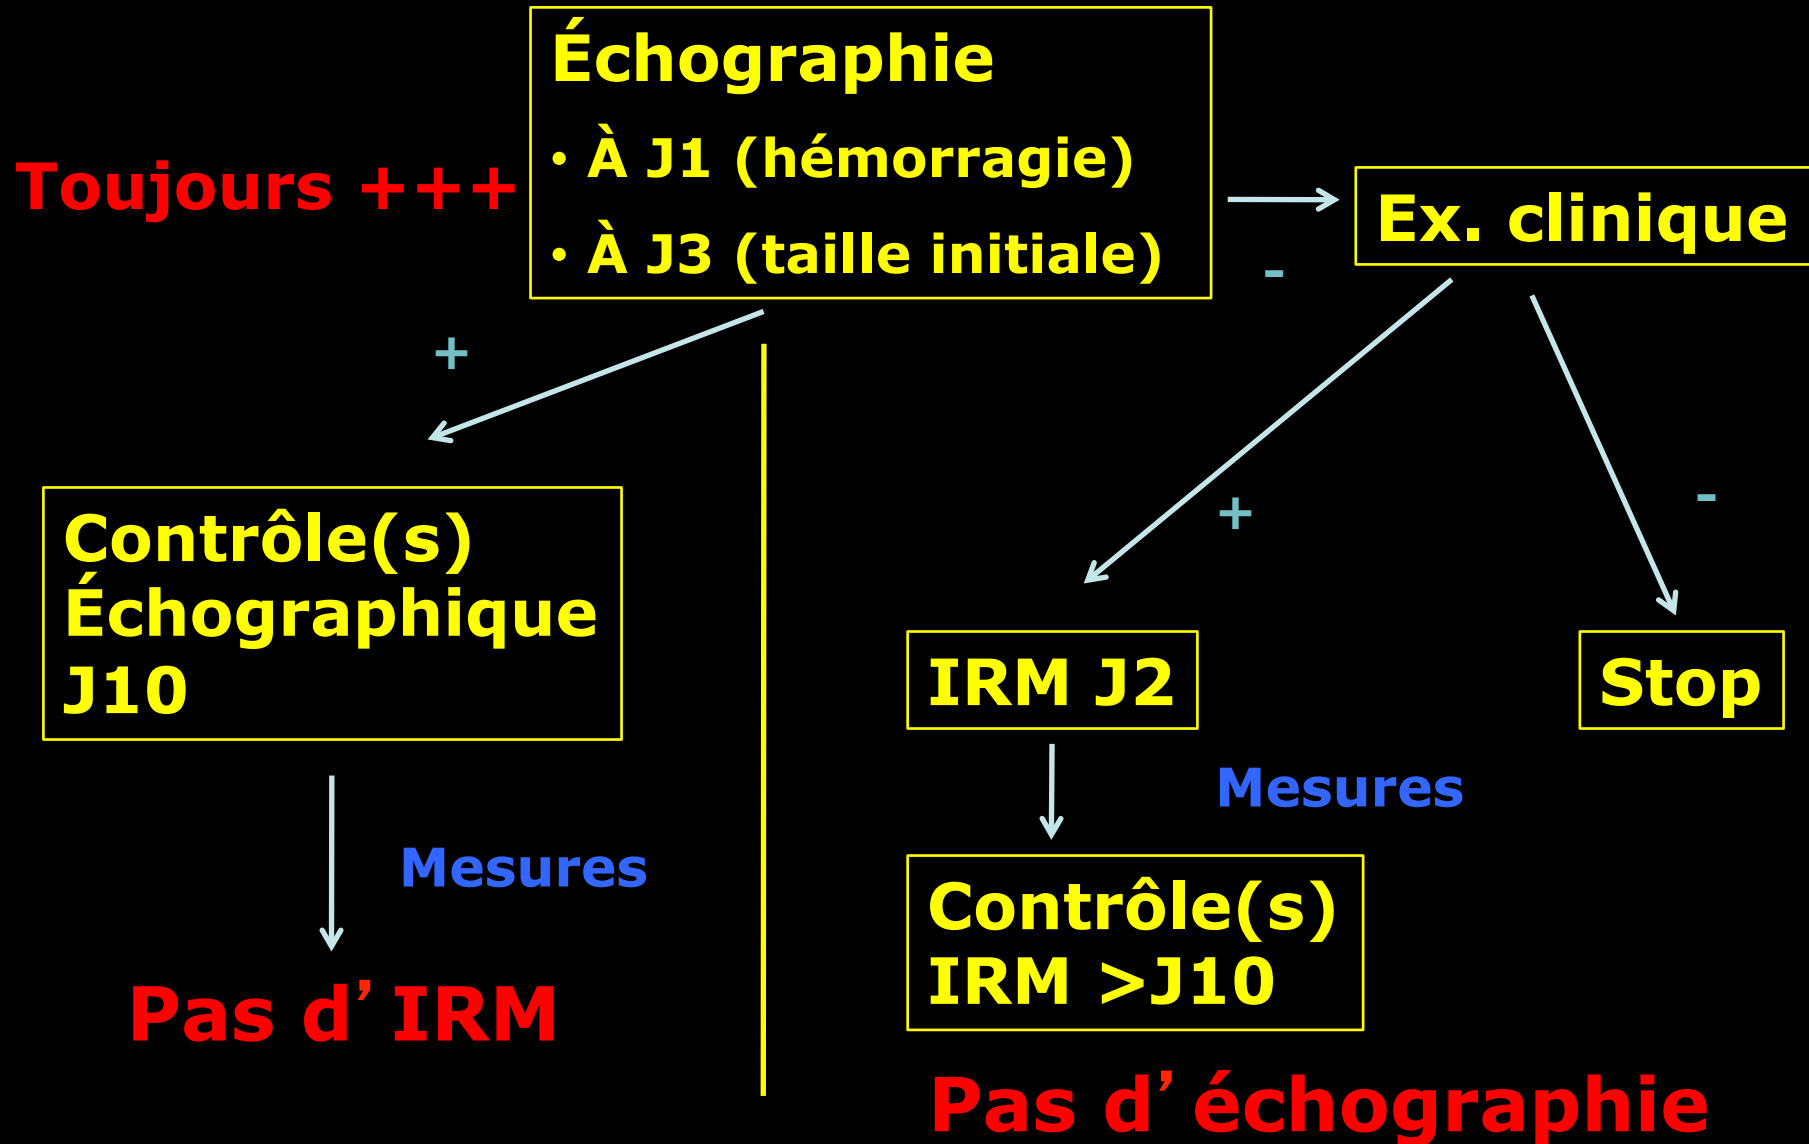 Échographie
• À J1 (hémorragie)
Toujours +++
• À J3 (taille initiale)
Ex. clinique
-
+
Contrôle(s)
Échographique
J10
+
-
IRM J2
Stop
Mesures
Mesures
Contrôle(s)
IRM >J10
Pas d’IRM
Pas d’échographie